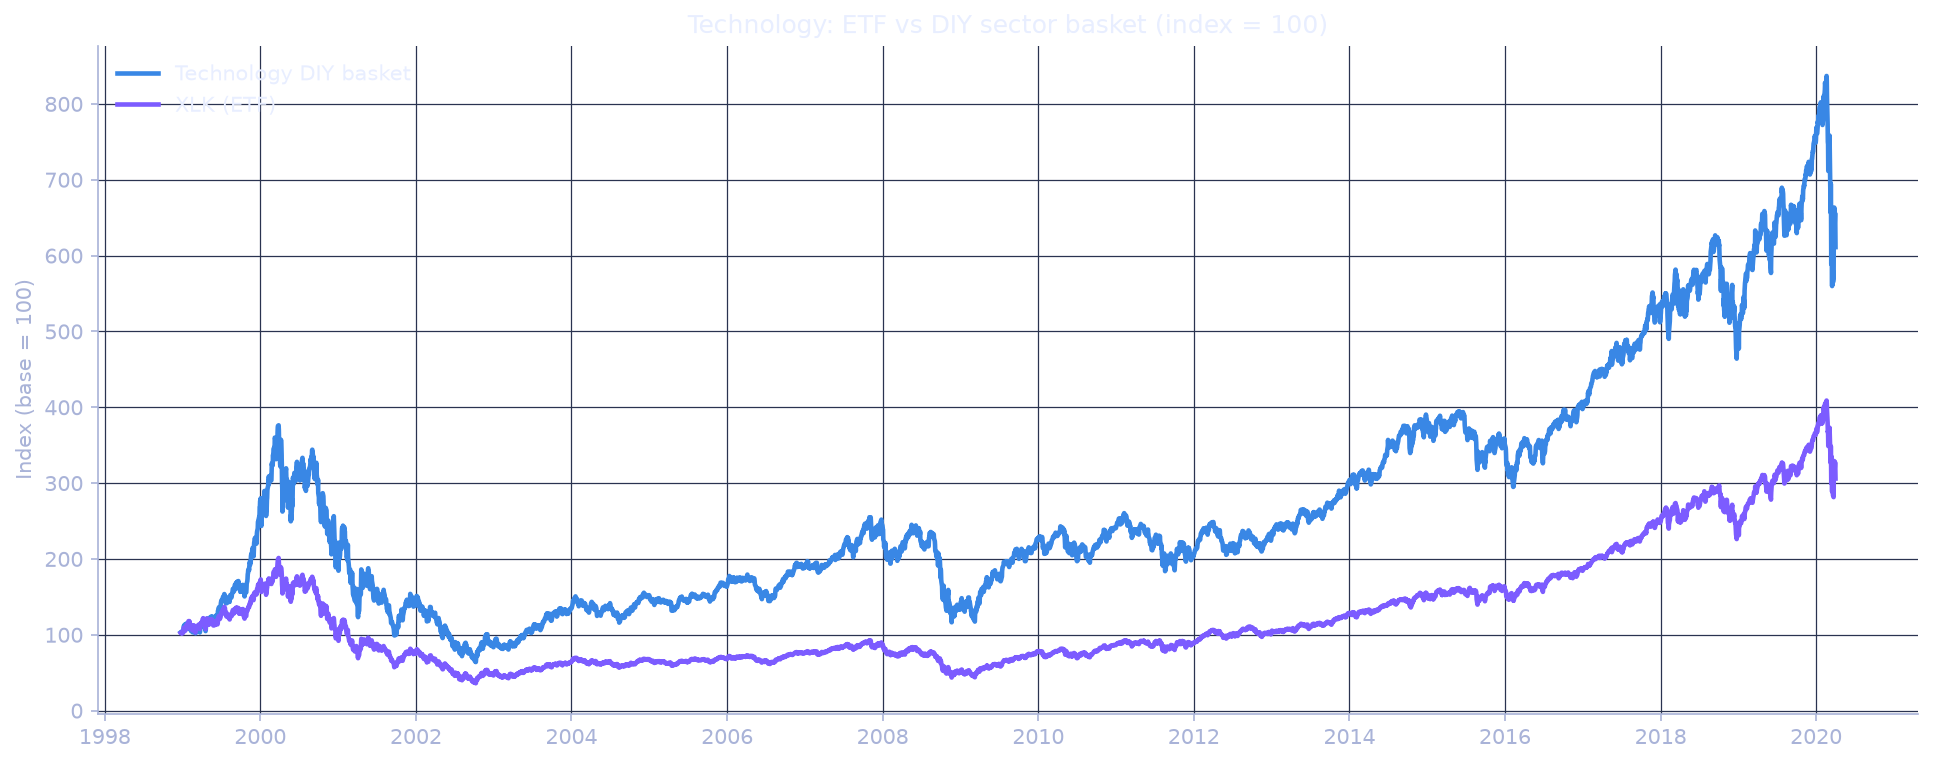 Technology: ETF vs DIY sector basket (index = 100)
Technology DIY basket
XLK (ETF)
Index (base = 100)
800
700
600
500
400
300
200
100
0
1998 2000 2002 2004 2006 2008 2010 2012 2014 2016 2018 2020